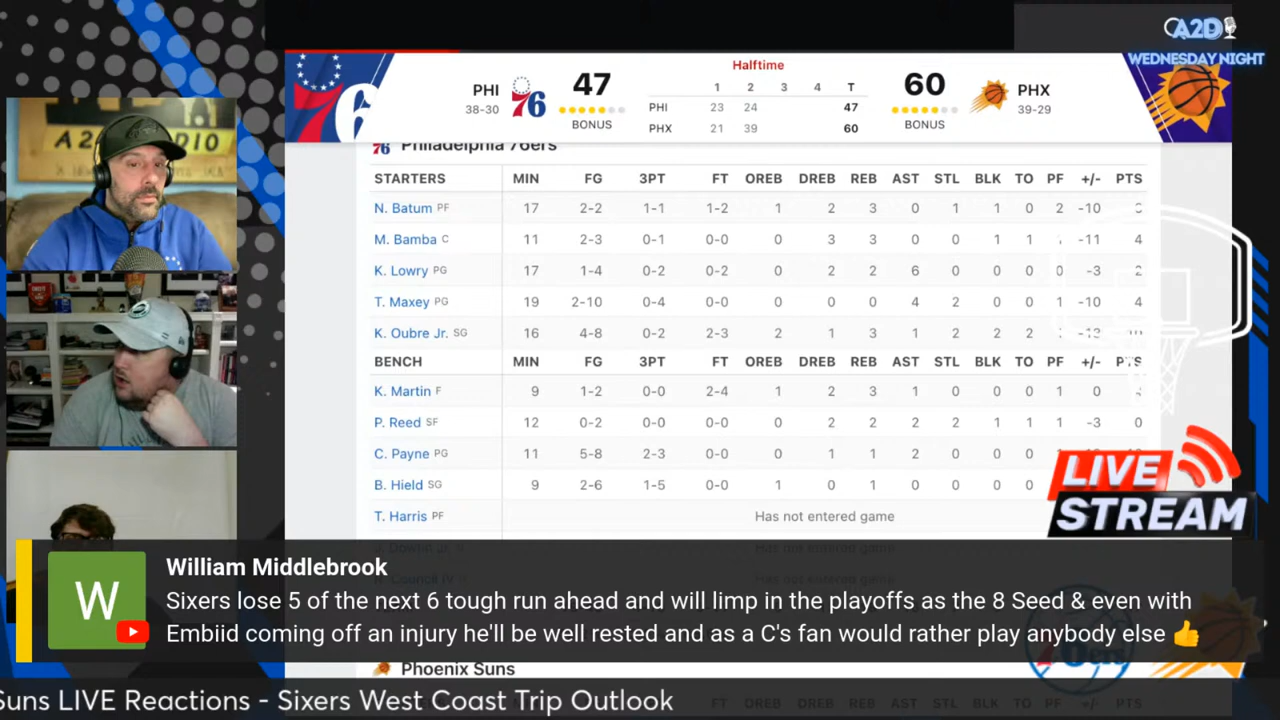 A2D
WEDNESDAY NIGHT
Halftime
PHI 76 47 1 2 3 4 T 60 PHX
38-30 PHI 23 24 47 39-29
BONUS PHX 21 39 60 BONUS
Philadelphia 76ers
STARTERS MIN FG 3PT FT OREB DREB REB AST STL BLK TO PF +/- PTS
N. Batum PF 17 2-2 1-1 1-2 1 2 3 0 1 1 0 2 -10
M. Bamba C 11 2-3 0-1 0-0 0 3 3 0 0 1 1 -11 4
K. Lowry PG 17 1-4 0-2 0-2 0 2 2 6 0 0 0 0 -3 2
T. Maxey PG 19 2-10 0-4 0-0 0 0 0 4 2 0 0 1 -10 4
K. Oubre Jr. SG 16 4-8 0-2 2-3 2 1 3 1 2 2 2 10
BENCH MIN FG 3PT FT OREB DREB REB AST STL BLK TO PF +/- PTS
K. Martin F 9 1-2 0-0 2-4 1 2 3 1 0 0 0 1 0
P. Reed SF 12 0-2 0-0 0-0 0 2 2 2 2 1 1 1 -3 0
C. Payne PG 11 5-8 2-3 0-0 0 1 1 2 0 0 0
B. Hield SG 9 2-6 1-5 0-0 1 0 1 0 0 0 0
T. Harris PF Has not entered game
LIVE
STREAM
William Middlebrook
Sixers lose 5 of the next 6 tough run ahead and will limp in the playoffs as the 8 Seed & even with
Embiid coming off an injury he'll be well rested and as a C's fan would rather play anybody else 👍
Phoenix Suns
Suns LIVE Reactions - Sixers West Coast Trip Outlook